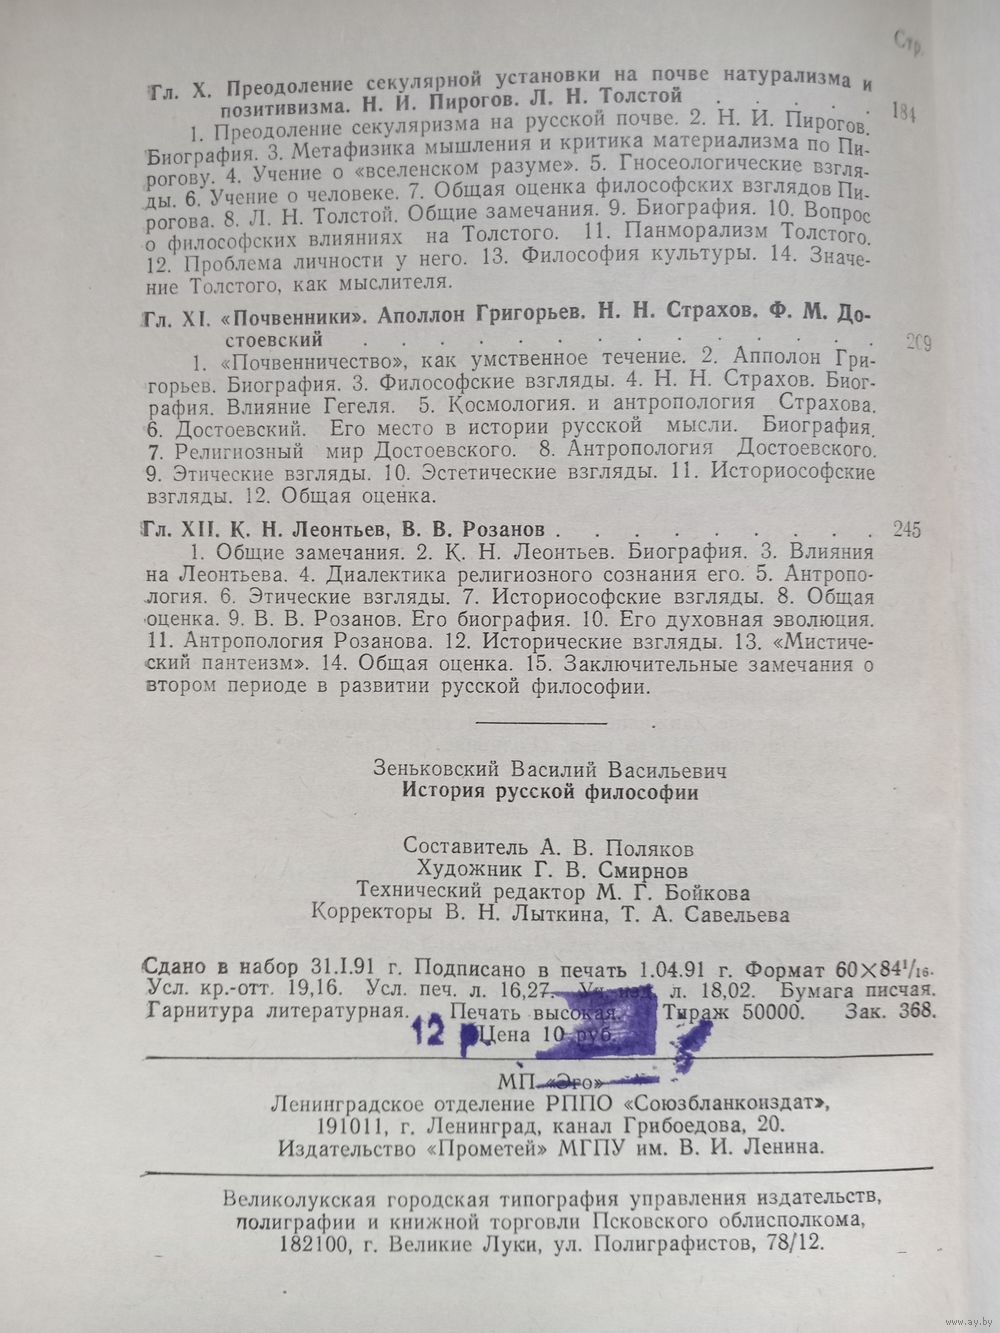 Стр.
Гл. X. Преодоление секулярной установки на почве натурализма и
позитивизма. Н. И. Пирогов. Л. Н. Толстой . . . . . 184
1. Преодоление секуляризма на русской почве. 2. Н. И. Пирогов.
Биография. 3. Метафизика мышления и критика материализма по Пи-
рогову. 4. Учение о «вселенском разуме». 5. Гносеологические взгля-
ды. 6. Учение о человеке. 7. Общая оценка философских взглядов Пи-
рогова. 8. Л. Н. Толстой. Общие замечания. 9. Биография. 10. Вопрос
о философских влияниях на Толстого. 11. Панморализм Толстого.
12. Проблема личности у него. 13. Философия культуры. 14. Значе-
ние Толстого, как мыслителя.
Гл. XI. «Почвенники». Аполлон Григорьев. Н. Н. Страхов. Ф. М. До-
стоевский . . . . . . . . . . . . . . 209
1. «Почвенничество», как умственное течение. 2. Апполон Гри-
горьев. Биография. 3. Философские взгляды. 4. Н. Н. Страхов. Биог-
рафия. Влияние Гегеля. 5. Космология. и антропология Страхова.
6. Достоевский. Его место в истории русской мысли. Биография.
7. Религиозный мир Достоевского. 8. Антропология Достоевского.
9. Этические взгляды. 10. Эстетические взгляды. 11. Историософские
взгляды. 12. Общая оценка.
Гл. XII. К. Н. Леонтьев, В. В. Розанов . . . . . . . . . 245
1. Общие замечания. 2. К. Н. Леонтьев. Биография. 3. Влияния
на Леонтьева. 4. Диалектика религиозного сознания его. 5. Антропо-
логия. 6. Этические взгляды. 7. Историософские взгляды. 8. Общая
оценка. 9. В. В. Розанов. Его биография. 10. Его духовная эволюция.
11. Антропология Розанова. 12. Исторические взгляды. 13. «Мистиче-
ский пантеизм». 14. Общая оценка. 15. Заключительные замечания о
втором периоде в развитии русской философии.
Зеньковский Василий Васильевич
История русской философии
Составитель А. В. Поляков
Художник Г. В. Смирнов
Технический редактор М. Г. Бойкова
Корректоры В. Н. Лыткина, Т. А. Савельева
Сдано в набор 31.I.91 г. Подписано в печать 1.04.91 г. Формат 60×84¹/₁₆.
Усл. кр.-отт. 19,16. Усл. печ. л. 16,27. Уч.-изд. л. 18,02. Бумага писчая.
Гарнитура литературная. Печать высокая. Тираж 50000. Зак. 368.
12 р. Цена 10 руб.
МП «Эго»
Ленинградское отделение РППО «Союзбланкоиздат»,
191011, г. Ленинград, канал Грибоедова, 20.
Издательство «Прометей» МГПУ им. В. И. Ленина.
Великолукская городская типография управления издательств,
полиграфии и книжной торговли Псковского облисполкома,
182100, г. Великие Луки, ул. Полиграфистов, 78/12.
www.ay.by